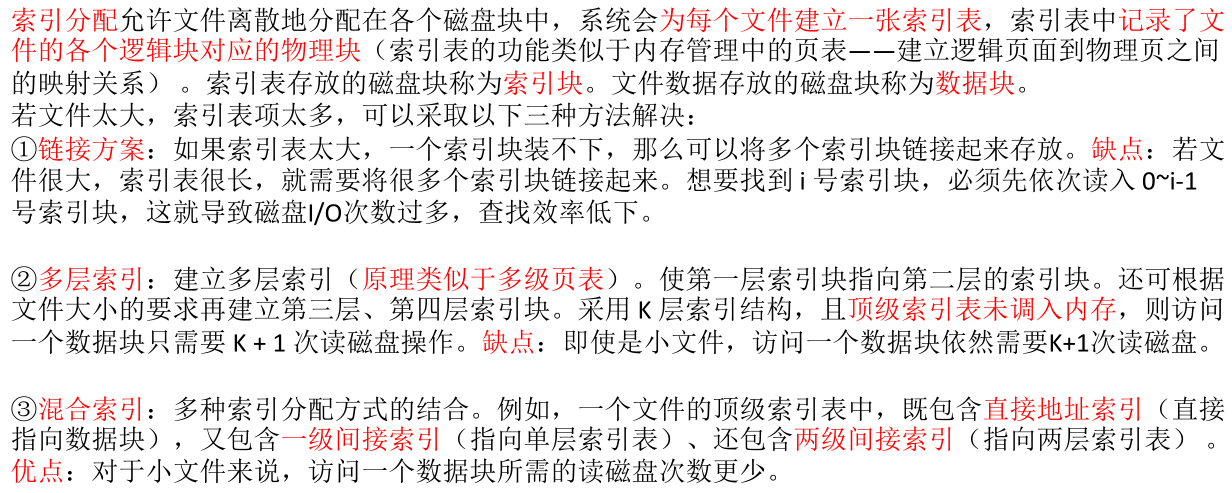 索引分配允许文件离散地分配在各个磁盘块中，系统会为每个文件建立一张索引表，索引表中记录了文
件的各个逻辑块对应的物理块（索引表的功能类似于内存管理中的页表——建立逻辑页面到物理页之间
的映射关系）。索引表存放的磁盘块称为索引块。文件数据存放的磁盘块称为数据块。
若文件太大，索引表项太多，可以采取以下三种方法解决：
①链接方案：如果索引表太大，一个索引块装不下，那么可以将多个索引块链接起来存放。缺点：若文
件很大，索引表很长，就需要将很多个索引块链接起来。想要找到 i 号索引块，必须先依次读入 0~i-1
号索引块，这就导致磁盘I/O次数过多，查找效率低下。
②多层索引：建立多层索引（原理类似于多级页表）。使第一层索引块指向第二层的索引块。还可根据
文件大小的要求再建立第三层、第四层索引块。采用 K 层索引结构，且顶级索引表未调入内存，则访问
一个数据块只需要 K + 1 次读磁盘操作。缺点：即使是小文件，访问一个数据块依然需要K+1次读磁盘。
③混合索引：多种索引分配方式的结合。例如，一个文件的顶级索引表中，既包含直接地址索引（直接
指向数据块），又包含一级间接索引（指向单层索引表）、还包含两级间接索引（指向两层索引表）。
优点：对于小文件来说，访问一个数据块所需的读磁盘次数更少。